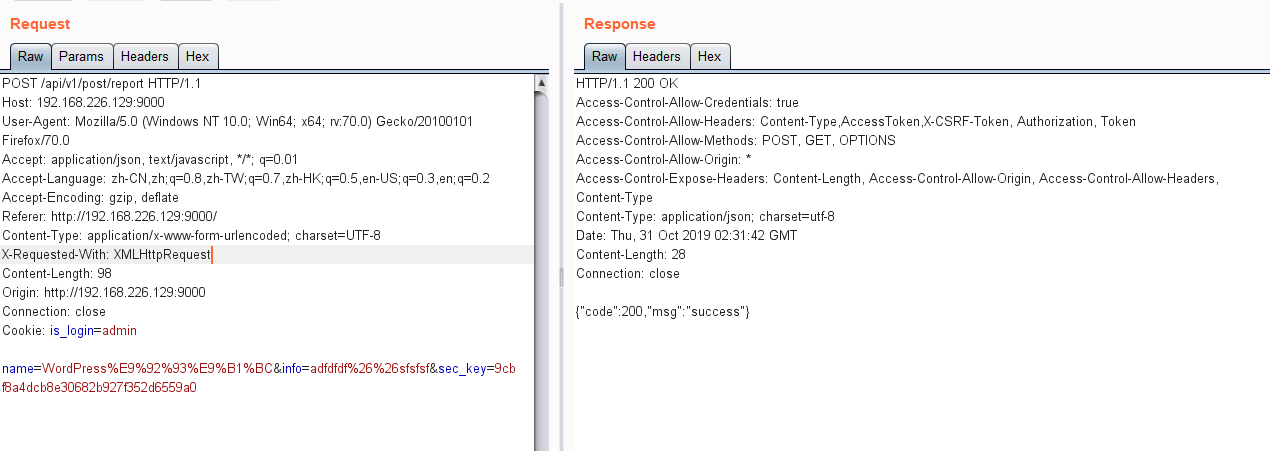 Request
Raw Params Headers Hex
POST /api/v1/post/report HTTP/1.1
Host: 192.168.226.129:9000
User-Agent: Mozilla/5.0 (Windows NT 10.0; Win64; x64; rv:70.0) Gecko/20100101
Firefox/70.0
Accept: application/json, text/javascript, */*; q=0.01
Accept-Language: zh-CN,zh;q=0.8,zh-TW;q=0.7,zh-HK;q=0.5,en-US;q=0.3,en;q=0.2
Accept-Encoding: gzip, deflate
Referer: http://192.168.226.129:9000/
Content-Type: application/x-www-form-urlencoded; charset=UTF-8
X-Requested-With: XMLHttpRequest
Content-Length: 98
Origin: http://192.168.226.129:9000
Connection: close
Cookie: is_login=admin
name=WordPress%E9%92%93%E9%B1%BC&info=adfdfdf%26%26sfsfsf&sec_key=9cb
f8a4dcb8e30682b927f352d6559a0
Response
Raw Headers Hex
HTTP/1.1 200 OK
Access-Control-Allow-Credentials: true
Access-Control-Allow-Headers: Content-Type,AccessToken,X-CSRF-Token, Authorization, Token
Access-Control-Allow-Methods: POST, GET, OPTIONS
Access-Control-Allow-Origin: *
Access-Control-Expose-Headers: Content-Length, Access-Control-Allow-Origin, Access-Control-Allow-Headers,
Content-Type
Content-Type: application/json; charset=utf-8
Date: Thu, 31 Oct 2019 02:31:42 GMT
Content-Length: 28
Connection: close
{"code":200,"msg":"success"}